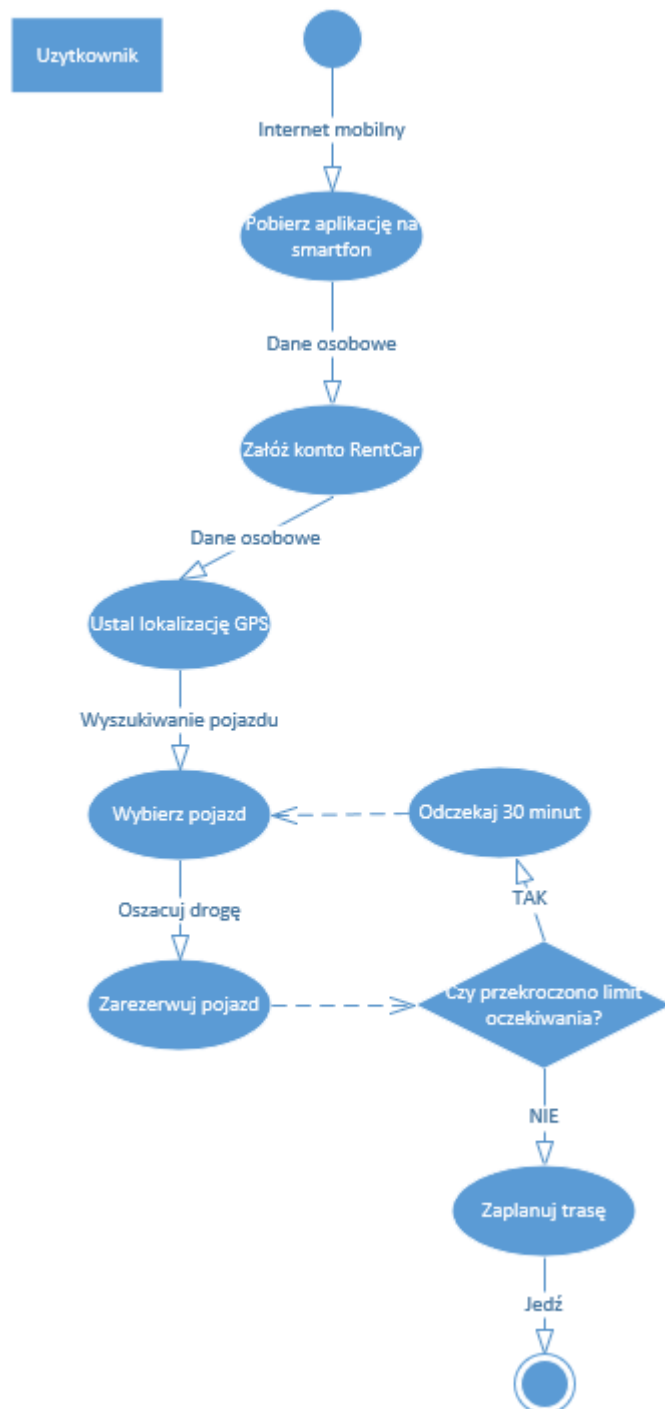 Uzytkownik
Internet mobilny
Pobierz aplikację na
smartfon
Dane osobowe
Załóż konto RentCar
Dane osobowe
Ustal lokalizację GPS
Wyszukiwanie pojazdu
Wybierz pojazd
Odczekaj 30 minut
Oszacuj drogę
TAK
Zarezerwuj pojazd
Czy przekroczono limit
oczekiwania?
NIE
Zaplanuj trasę
Jedź